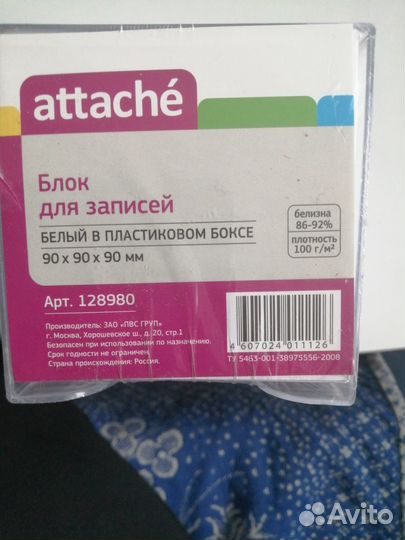 attaché
Блок
для записей
БЕЛЫЙ В ПЛАСТИКОВОМ БОКСЕ
90 х 90 х 90 мм
белизна
86-92%
плотность
100 г/м²
Арт. 128980
Производитель: ЗАО «ПВС ГРУП»
г. Москва, Хорошевское ш., д.20, стр.1
Безопасен при использовании по назначению.
Срок годности не ограничен.
Страна происхождения: Россия.
4 607024 011126
ТУ 5463-001-38975556-2008
Avito